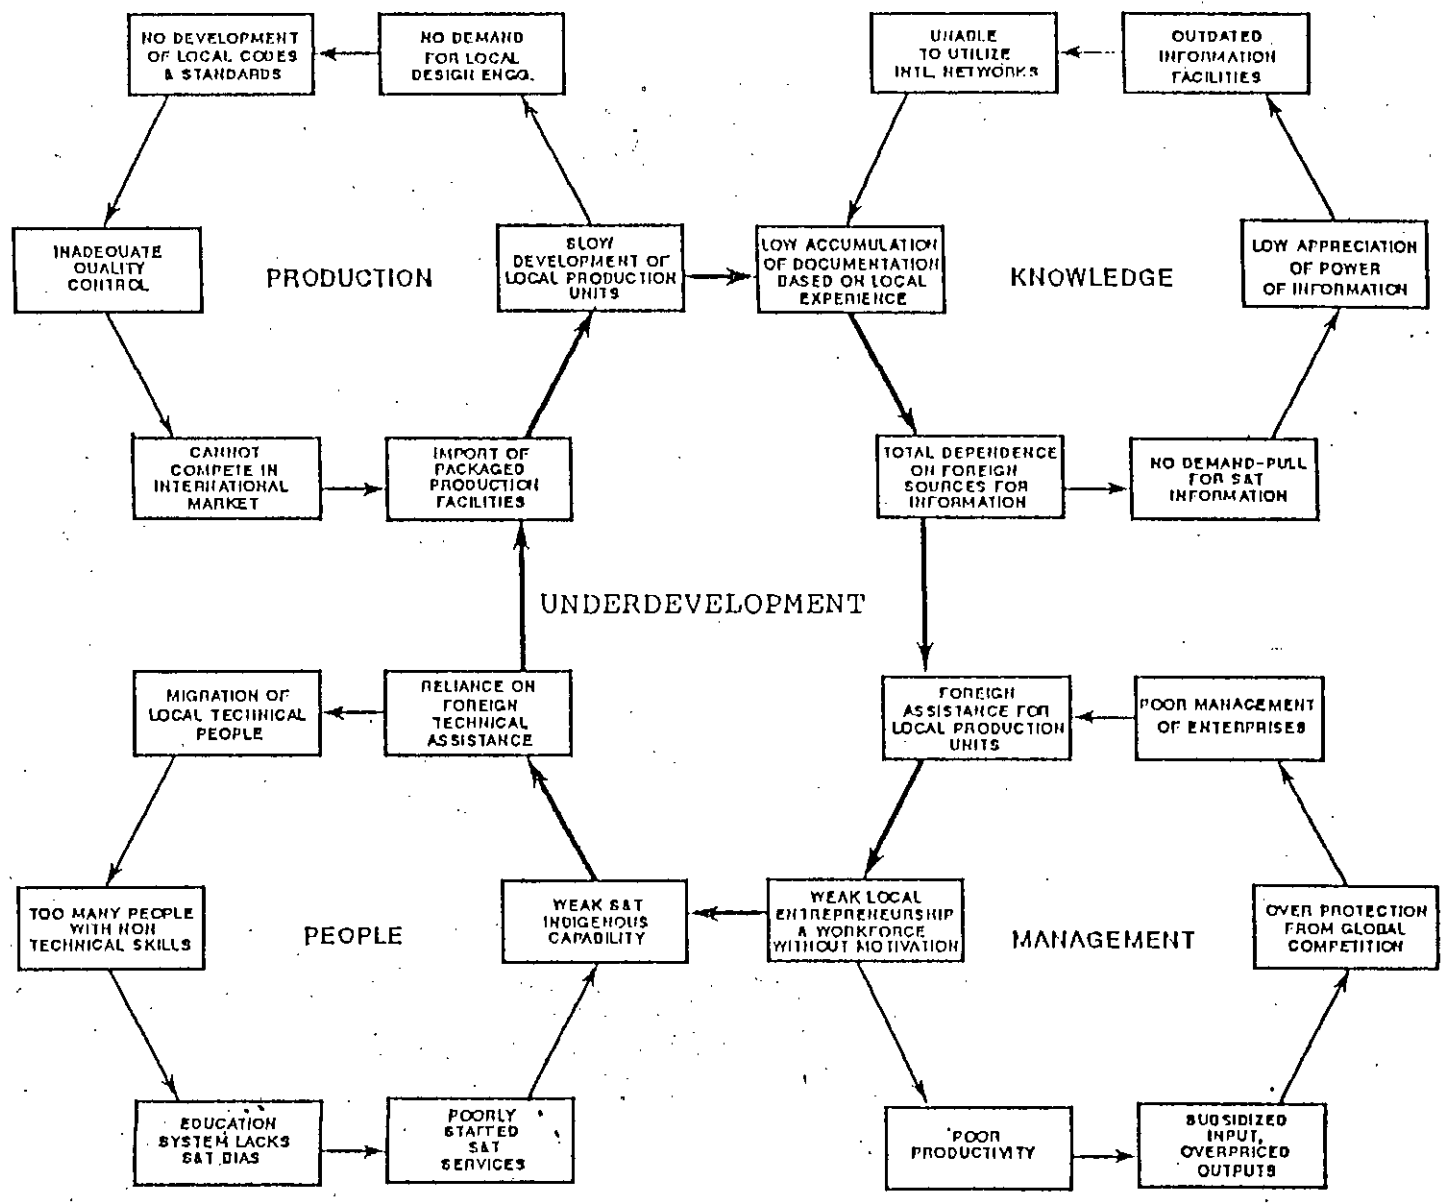 NO DEVELOPMENT
OF LOCAL CODES
& STANDARDS
NO DEMAND
FOR LOCAL
DESIGN ENGG.
UNABLE
TO UTILIZE
INTL. NETWORKS
OUTDATED
INFORMATION
FACILITIES
INADEQUATE
QUALITY
CONTROL
PRODUCTION
SLOW
DEVELOPMENT OF
LOCAL PRODUCTION
UNITS
LOW ACCUMULATION
OF DOCUMENTATION
BASED ON LOCAL
EXPERIENCE
KNOWLEDGE
LOW APPRECIATION
OF POWER
OF INFORMATION
CANNOT
COMPETE IN
INTERNATIONAL
MARKET
IMPORT OF
PACKAGED
PRODUCTION
FACILITIES
TOTAL DEPENDENCE
ON FOREIGN
SOURCES FOR
INFORMATION
NO DEMAND-PULL
FOR S&T
INFORMATION
UNDERDEVELOPMENT
MIGRATION OF
LOCAL TECHNICAL
PEOPLE
RELIANCE ON
FOREIGN
TECHNICAL
ASSISTANCE
FOREIGN
ASSISTANCE FOR
LOCAL PRODUCTION
UNITS
POOR MANAGEMENT
OF ENTERPRISES
TOO MANY PEOPLE
WITH NON
TECHNICAL SKILLS
PEOPLE
WEAK S&T
INDIGENOUS
CAPABILITY
WEAK LOCAL
ENTREPRENEURSHIP
& WORKFORCE
WITHOUT MOTIVATION
MANAGEMENT
OVER PROTECTION
FROM GLOBAL
COMPETITION
EDUCATION
SYSTEM LACKS
S&T BIAS
POORLY
STAFFED
S&T
SERVICES
POOR
PRODUCTIVITY
SUBSIDIZED
INPUT,
OVERPRICED
OUTPUTS